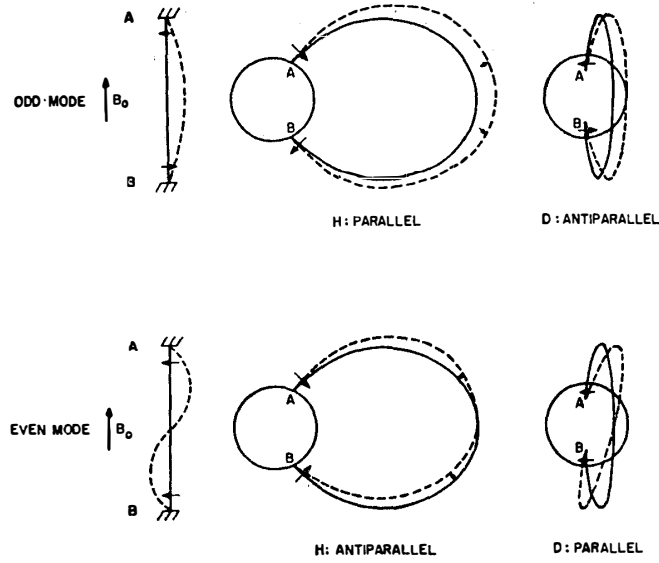 A
ODD·MODE
B₀
B
A
B
H: PARALLEL
A
B
D: ANTIPARALLEL
A
EVEN MODE
B₀
B
A
B
H: ANTIPARALLEL
A
B
D: PARALLEL